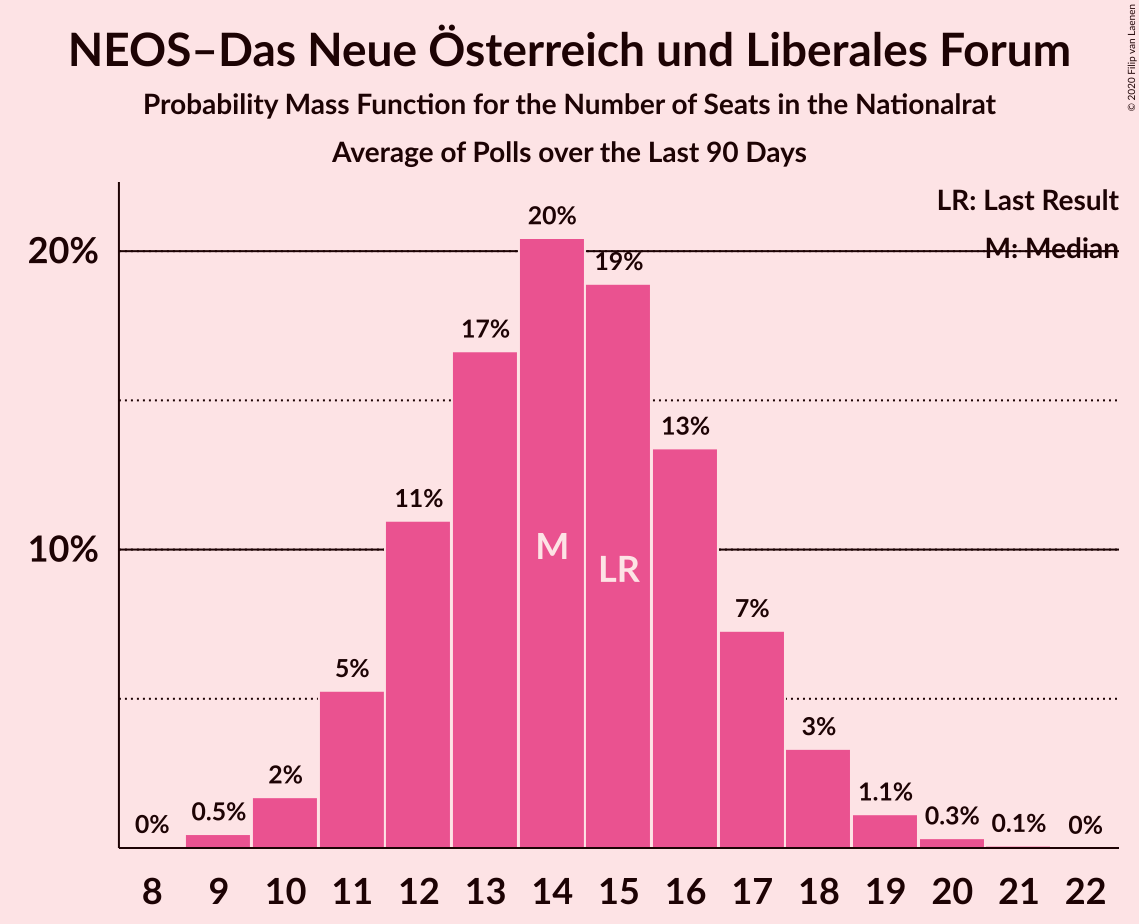 NEOS–Das Neue Österreich und Liberales Forum
Probability Mass Function for the Number of Seats in the Nationalrat
Average of Polls over the Last 90 Days
© 2020 Filip van Laenen
LR: Last Result
M: Median
20%
10%
0%
0.5%
2%
5%
11%
17%
20%
19%
13%
7%
3%
1.1%
0.3%
0.1%
0%
M
LR
8 9 10 11 12 13 14 15 16 17 18 19 20 21 22